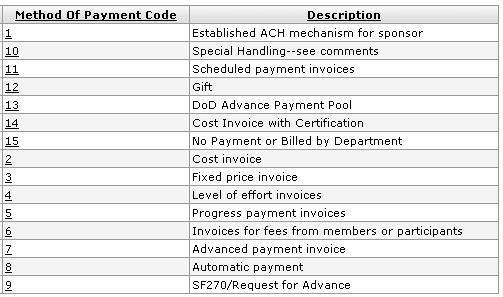 Method Of Payment Code Description
1 Established ACH mechanism for sponsor
10 Special Handling--see comments
11 Scheduled payment invoices
12 Gift
13 DoD Advance Payment Pool
14 Cost Invoice with Certification
15 No Payment or Billed by Department
2 Cost invoice
3 Fixed price invoice
4 Level of effort invoices
5 Progress payment invoices
6 Invoices for fees from members or participants
7 Advanced payment invoice
8 Automatic payment
9 SF270/Request for Advance